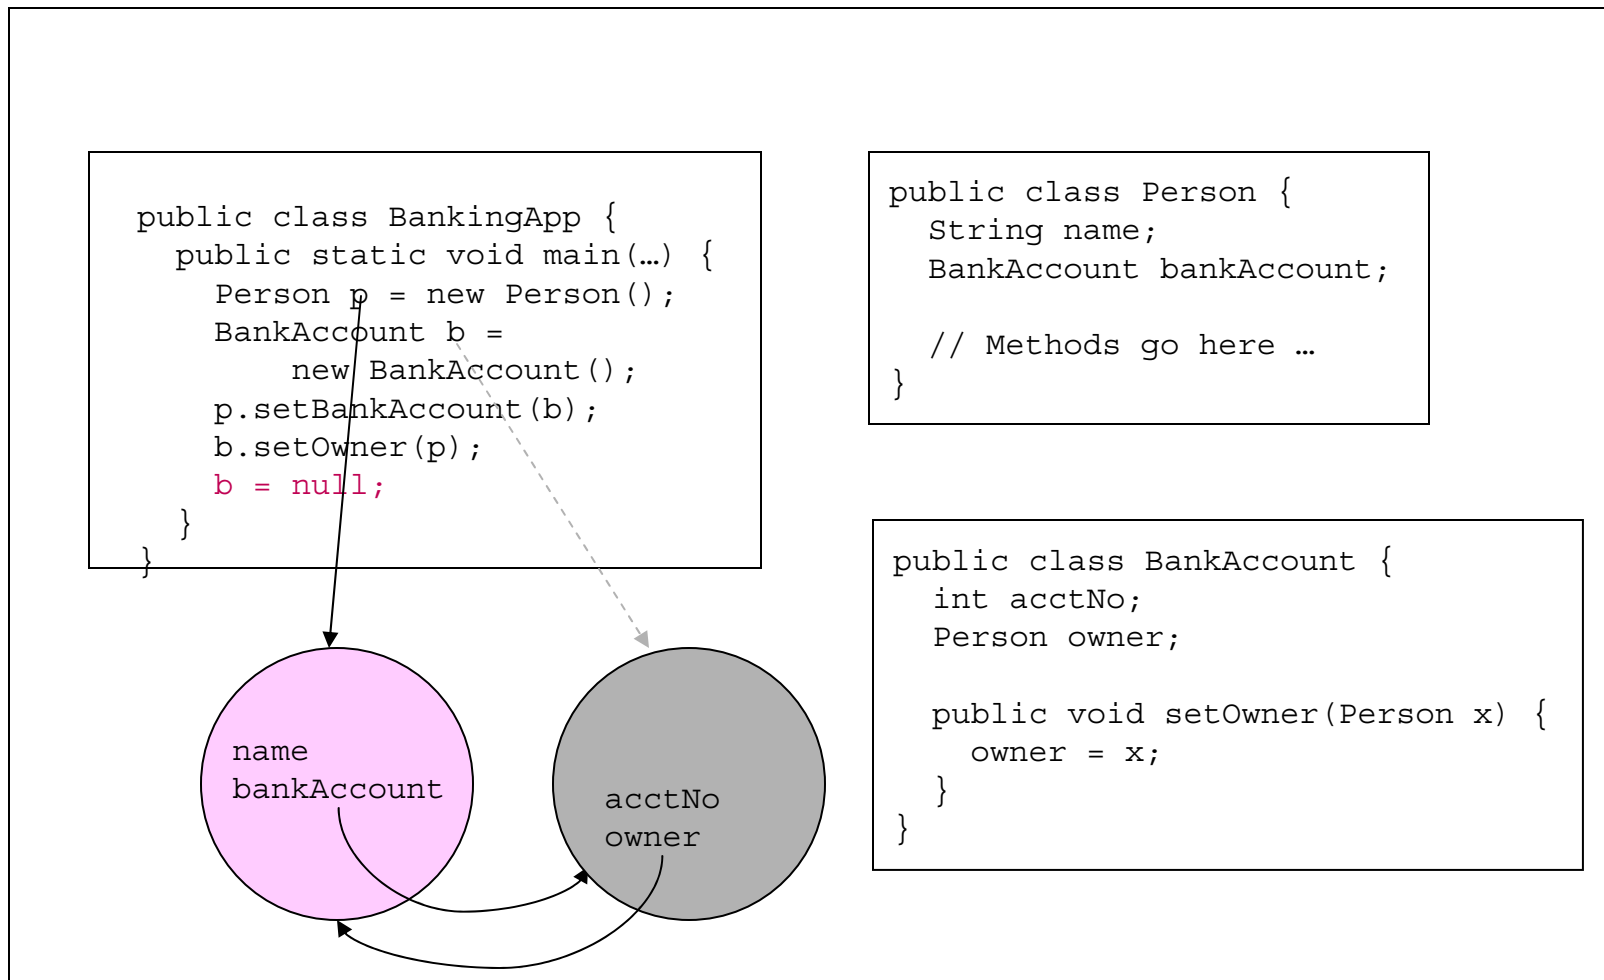 public class BankingApp {
  public static void main(…) {
    Person p = new Person();
    BankAccount b =
        new BankAccount();
    p.setBankAccount(b);
    b.setOwner(p);
    b = null;
  }
}
public class Person {
  String name;
  BankAccount bankAccount;
  // Methods go here …
}
public class BankAccount {
  int acctNo;
  Person owner;
  public void setOwner(Person x) {
    owner = x;
  }
}
name
bankAccount
acctNo
owner